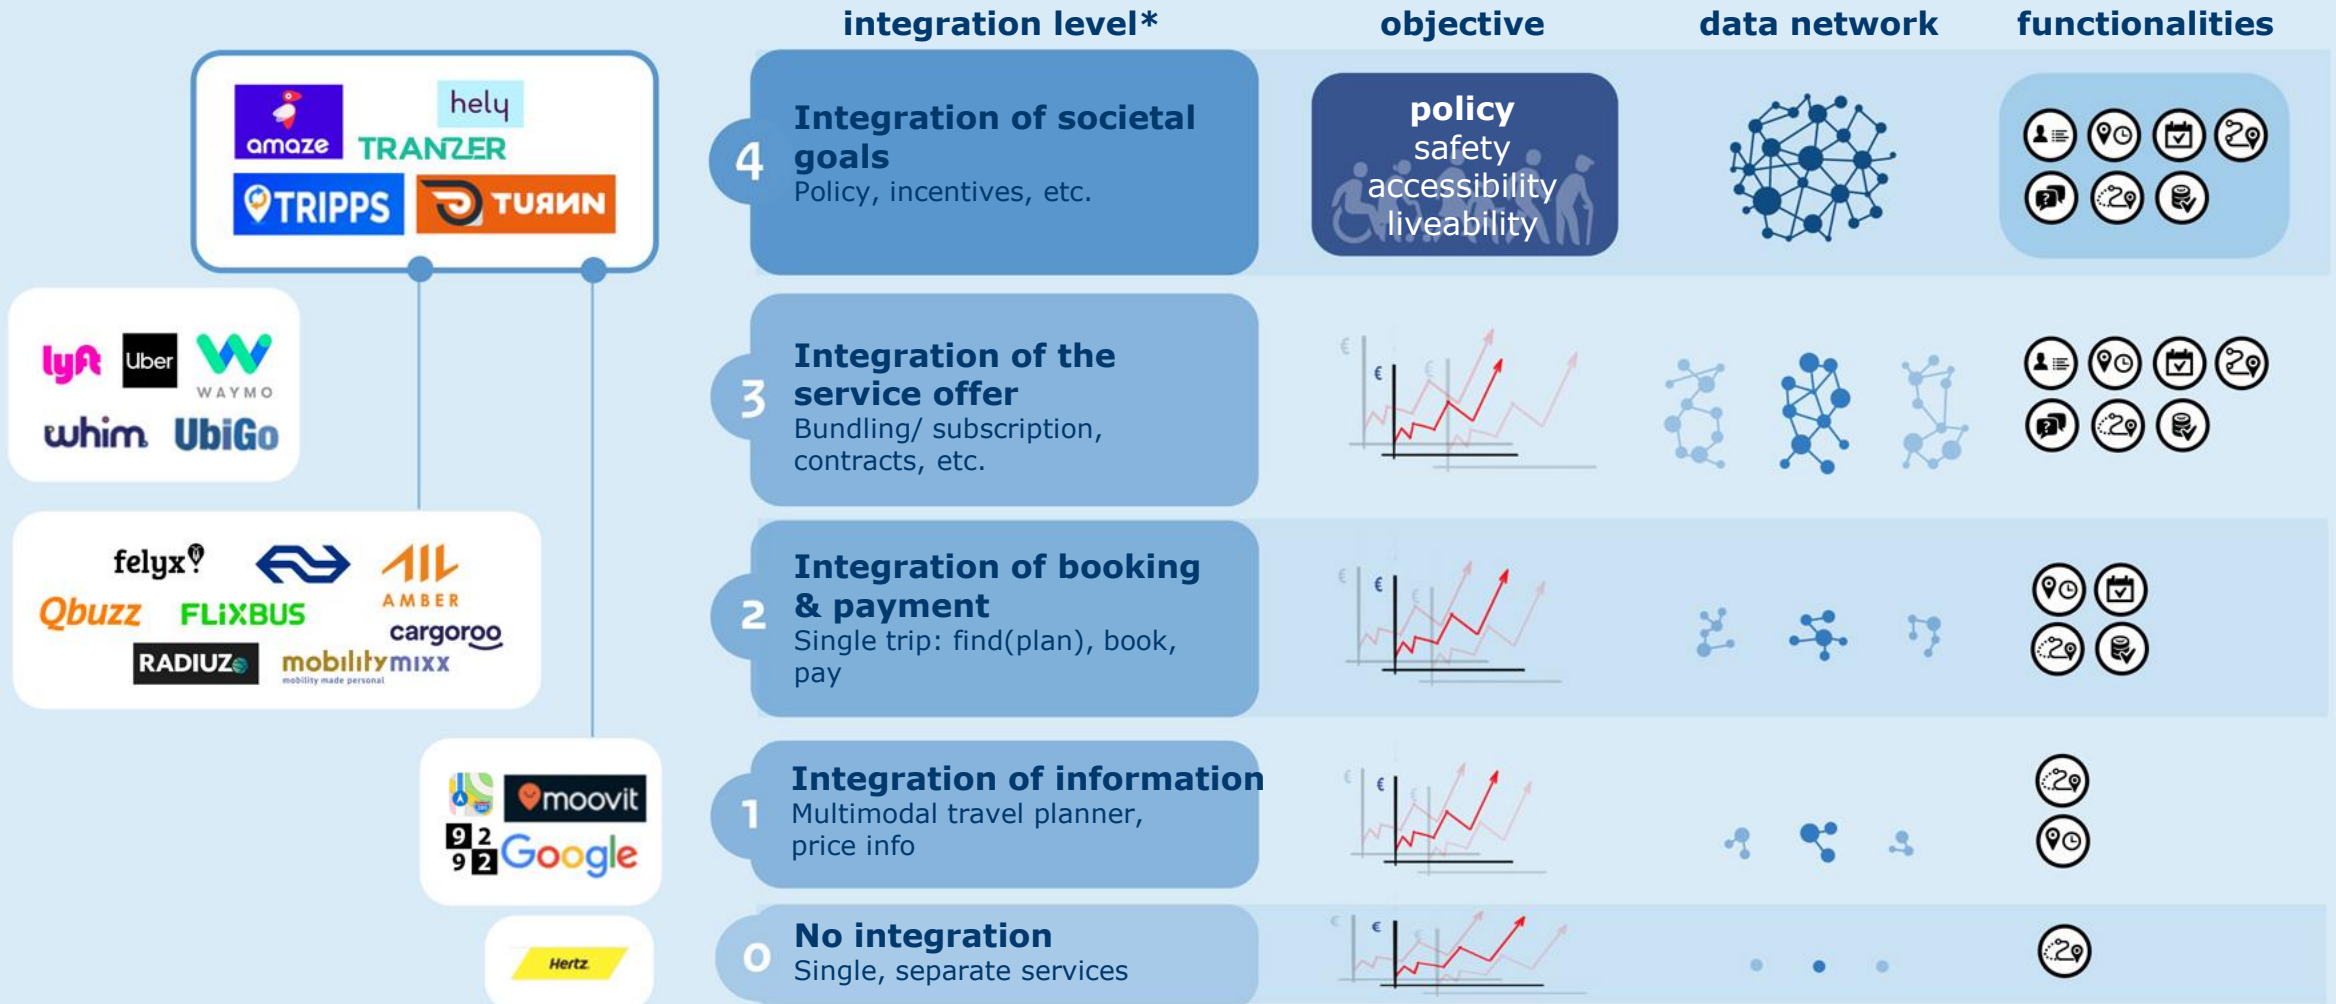 integration level* objective data network functionalities
amaze
hely
TRANZER
TRIPPS
TURNN
4
Integration of societal
goals
Policy, incentives, etc.
policy
safety
accessibility
liveability
lyft
Uber
WAYMO
whim
UbiGo
3
Integration of the
service offer
Bundling/ subscription,
contracts, etc.
€ € €
felyx
AMBER
Qbuzz
FLiXBUS
cargoroo
RADIUZ
mobilitymixx
mobility made personal
2
Integration of booking
& payment
Single trip: find(plan), book,
pay
€ € €
moovit
9 2
9 2
Google
1
Integration of information
Multimodal travel planner,
price info
€ € €
Hertz
0
No integration
Single, separate services
€ € €